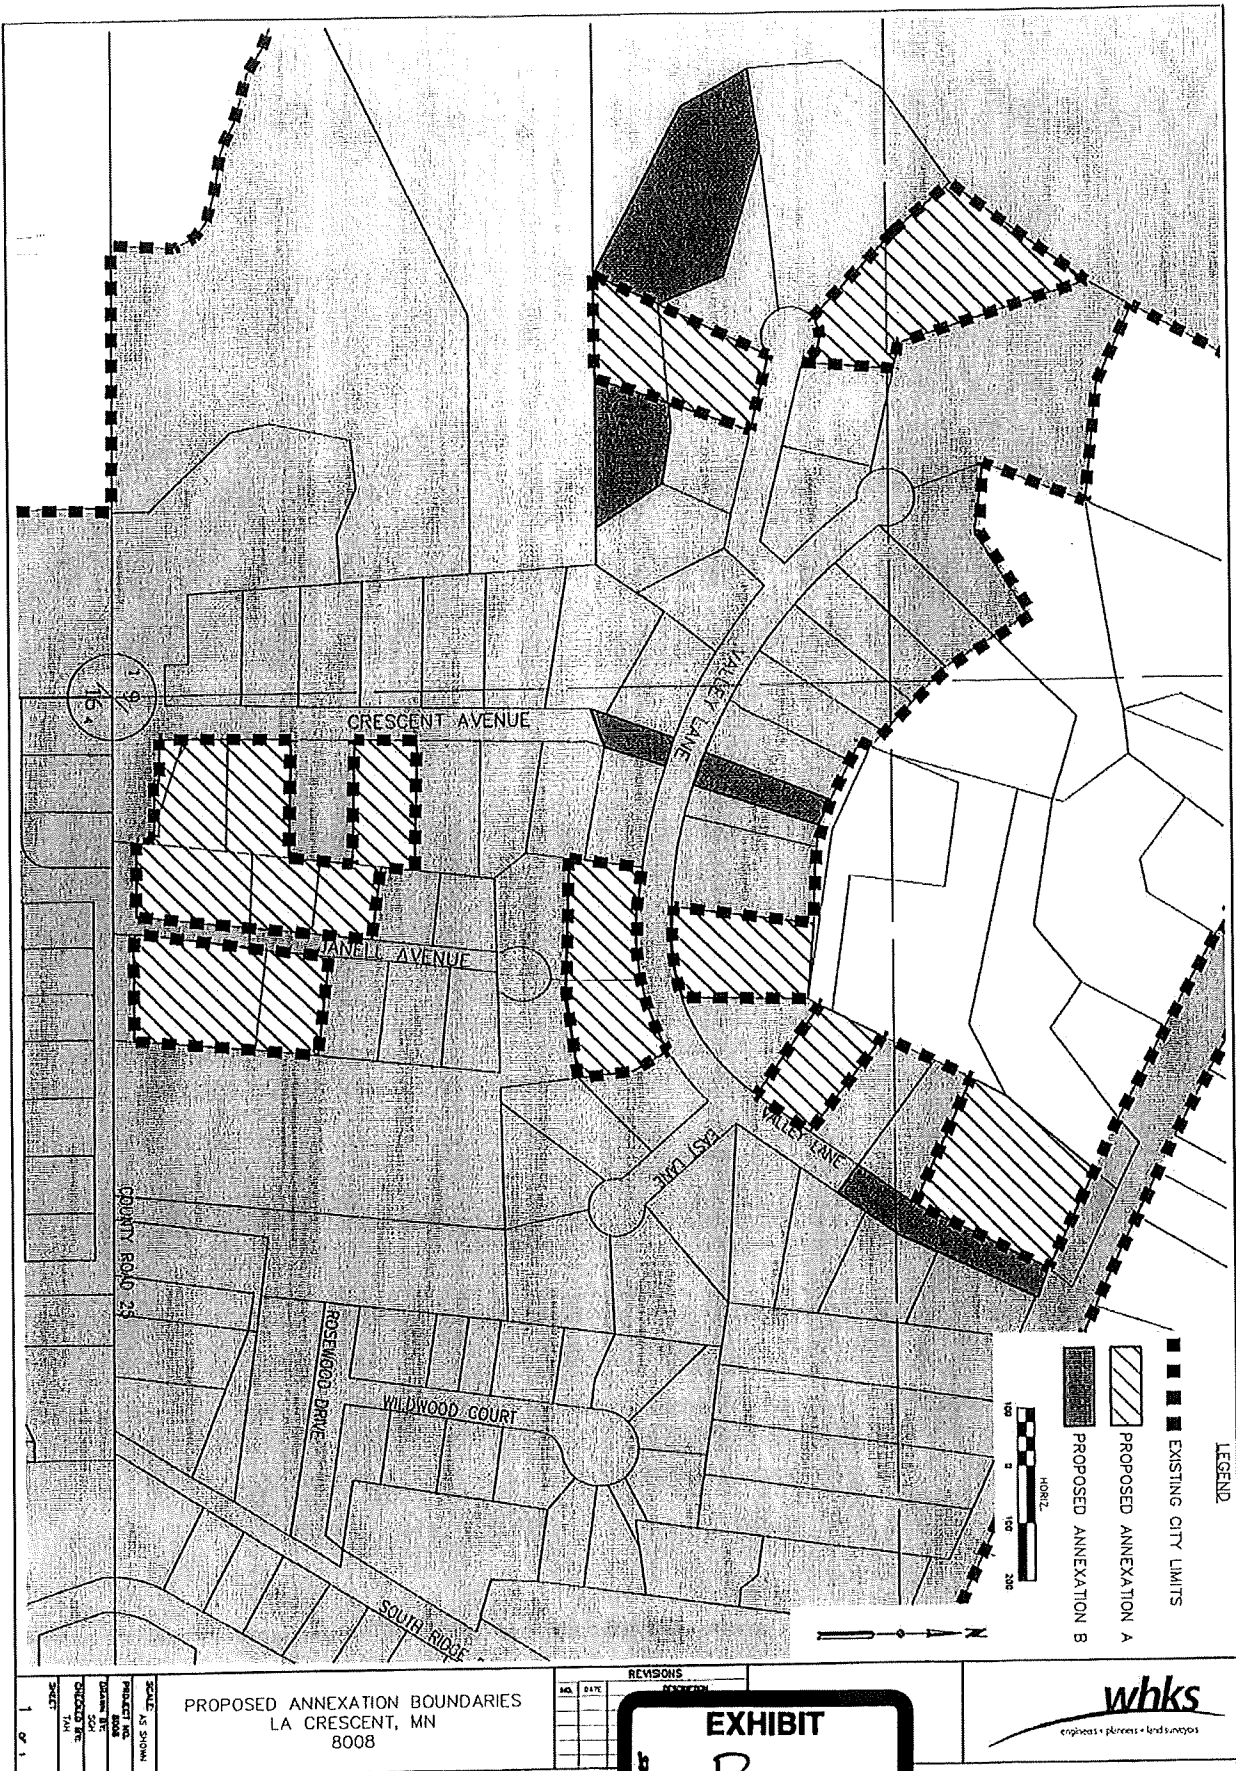 CRESCENT AVENUE
VALLEY LANE
JANELL AVENUE
VALLEY LANE
EAST LANE
COUNTY ROAD 25
ROSEWOOD DRIVE
WILDWOOD COURT
SOUTH RIDGE
16
LEGEND
EXISTING CITY LIMITS
PROPOSED ANNEXATION A
PROPOSED ANNEXATION B
HORIZ.
100 0 100 200
N
SCALE: AS SHOWN
PROJECT NO.
8008
DRAWN BY:
SGH
CHECKED BY:
TAH
SHEET
1 OF 1
PROPOSED ANNEXATION BOUNDARIES
LA CRESCENT, MN
8008
REVISIONS
NO. DATE DESCRIPTION
EXHIBIT
whks
engineers + planners + land surveyors